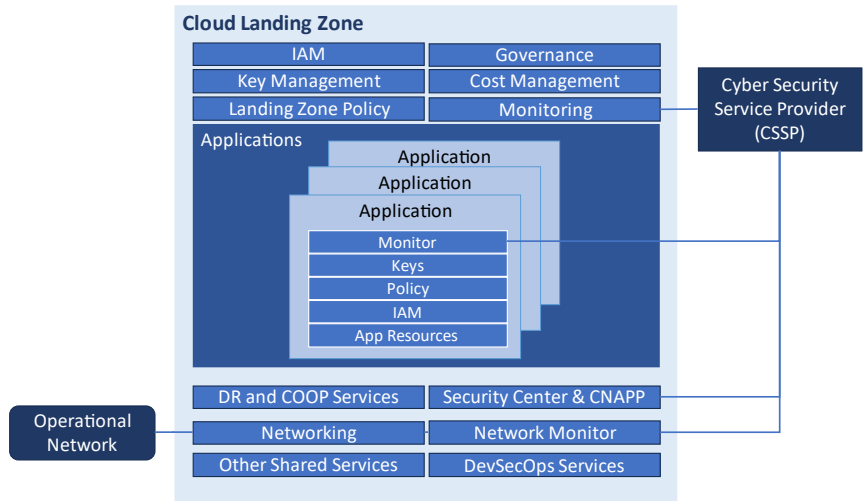 Cloud Landing Zone
IAM
Governance
Key Management
Cost Management
Landing Zone Policy
Monitoring
Cyber Security
Service Provider
(CSSP)
Applications
Application
Application
Application
Monitor
Keys
Policy
IAM
App Resources
DR and COOP Services
Security Center & CNAPP
Operational
Network
Networking
Network Monitor
Other Shared Services
DevSecOps Services